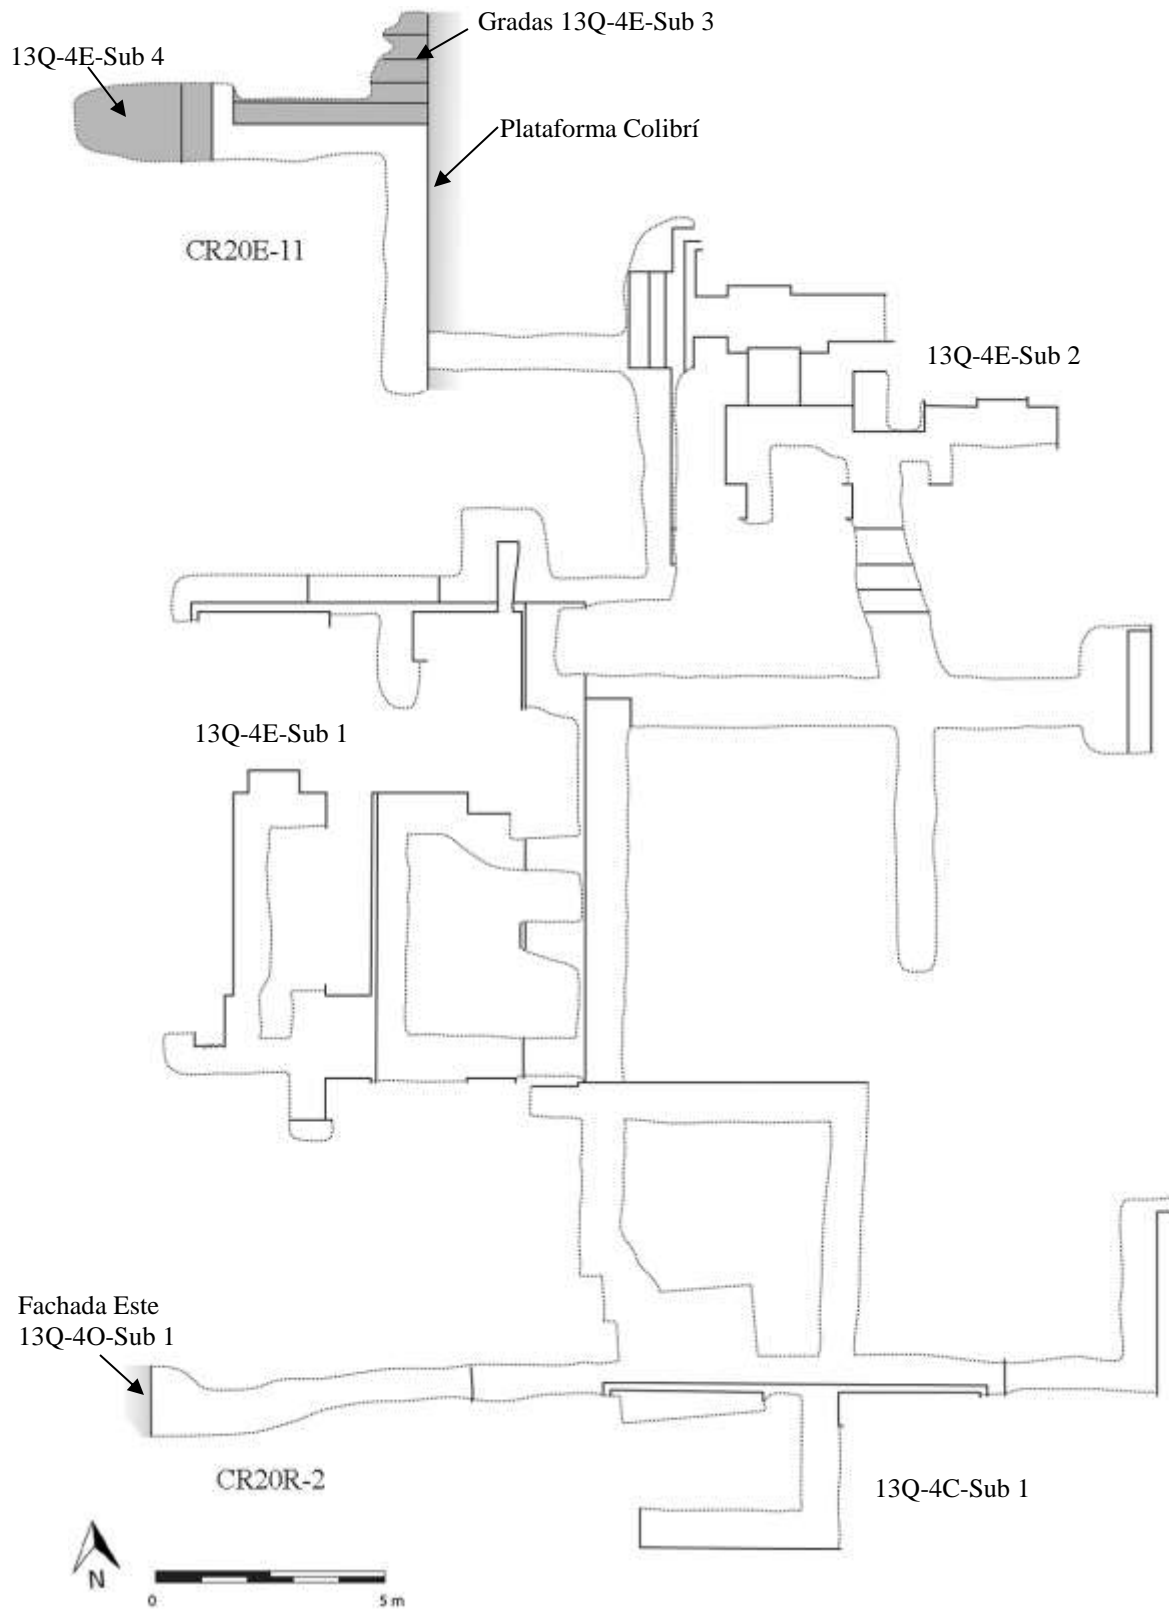 Gradas 13Q-4E-Sub 3
13Q-4E-Sub 4
Plataforma Colibrí
CR20E-11
13Q-4E-Sub 2
13Q-4E-Sub 1
Fachada Este
13Q-4O-Sub 1
CR20R-2
13Q-4C-Sub 1
N
0 5 m